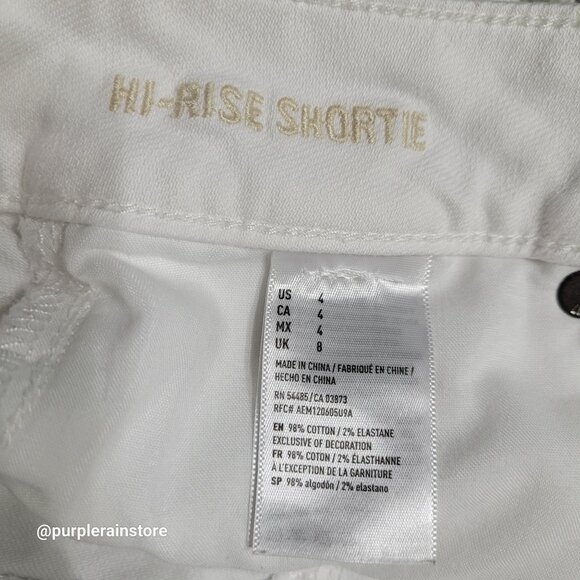 HI-RISE SHORTIE
US 4
CA 4
MX 4
UK 8
MADE IN CHINA / FABRIQUÉ EN CHINE /
HECHO EN CHINA
RN 54485/CA 03873
RFC# AEM120605U9A
EN 98% COTTON / 2% ELASTANE
EXCLUSIVE OF DECORATION
FR 98% COTON / 2% ÉLASTHANNE
À L'EXCEPTION DE LA GARNITURE
SP 98% algodón / 2% elastano
@purplerainstore